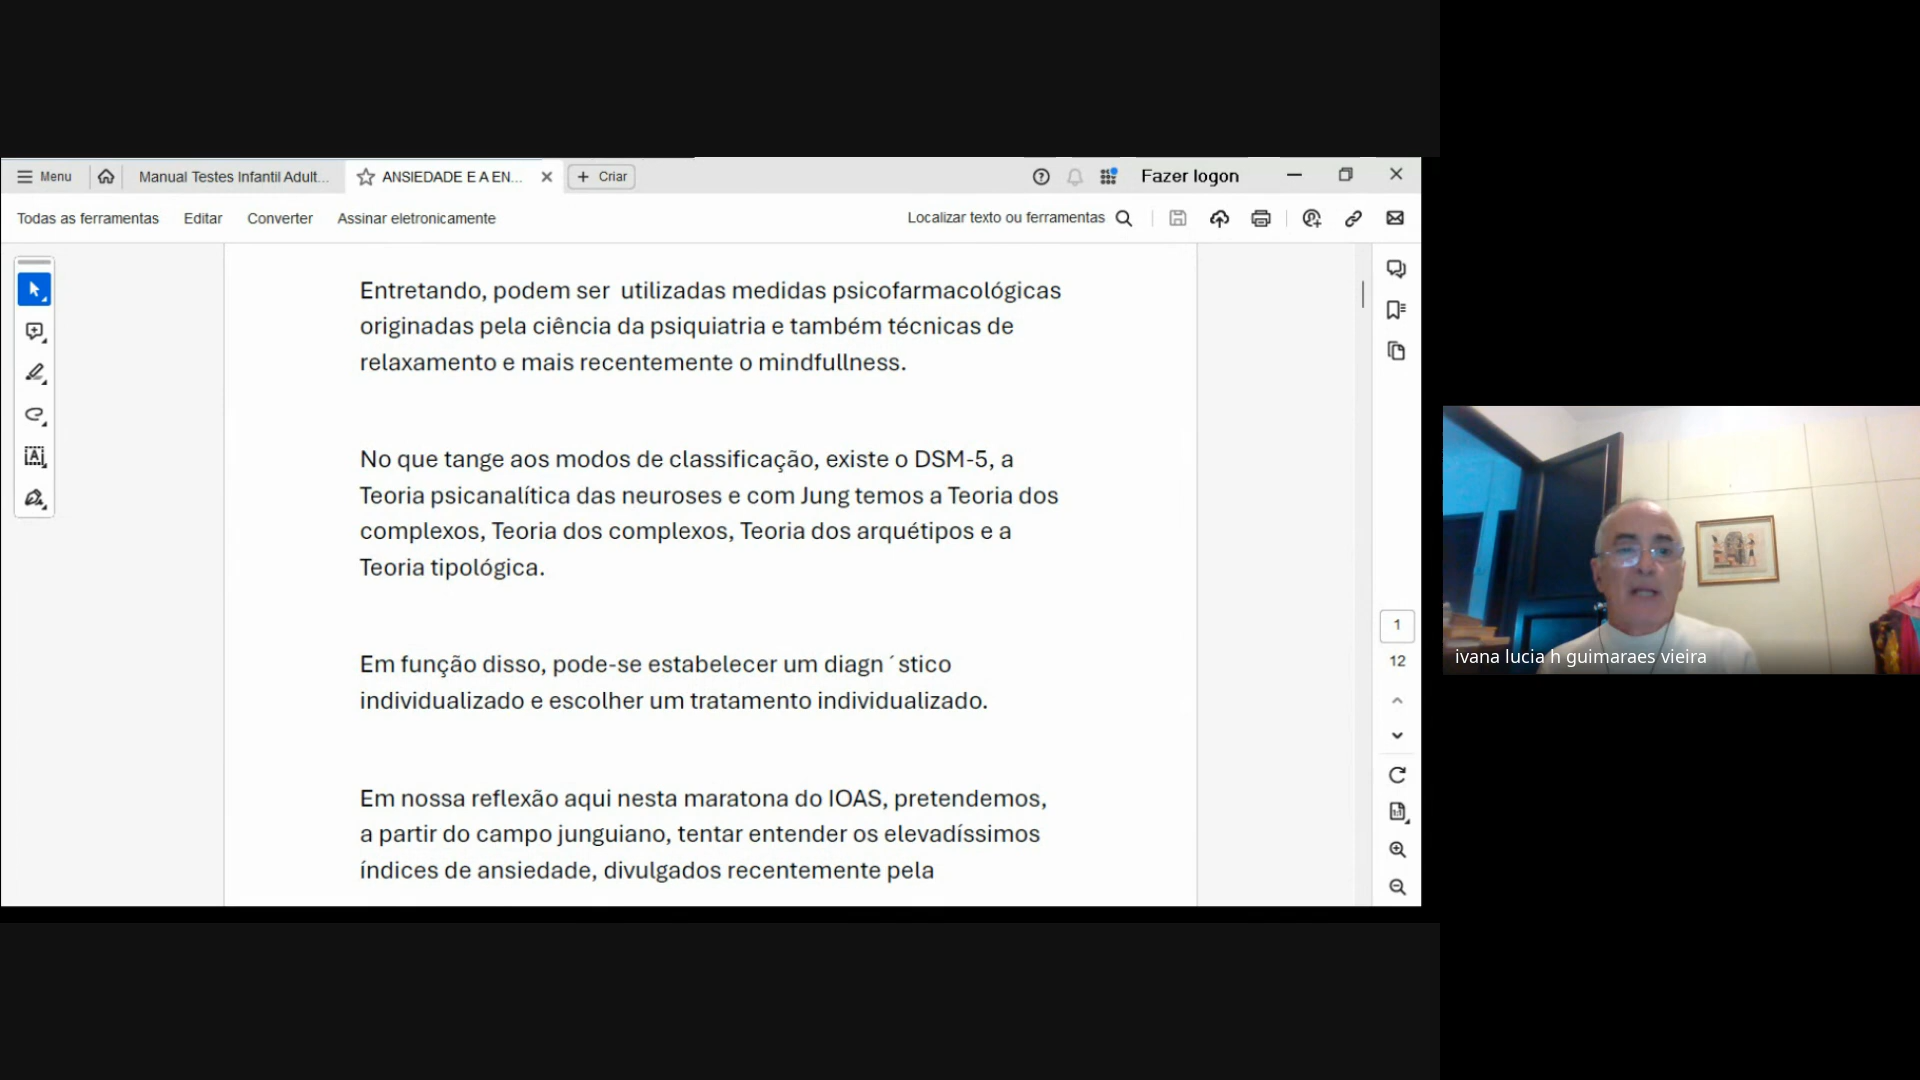 Menu
Manual Testes Infantil Adult...
ANSIEDADE E A EN...
Criar
Fazer logon
Todas as ferramentas
Editar
Converter
Assinar eletronicamente
Localizar texto ou ferramentas
Entretando, podem ser  utilizadas medidas psicofarmacológicas
originadas pela ciência da psiquiatria e também técnicas de
relaxamento e mais recentemente o mindfullness.
No que tange aos modos de classificação, existe o DSM-5, a
Teoria psicanalítica das neuroses e com Jung temos a Teoria dos
complexos, Teoria dos complexos, Teoria dos arquétipos e a
Teoria tipológica.
Em função disso, pode-se estabelecer um diagn´stico
individualizado e escolher um tratamento individualizado.
Em nossa reflexão aqui nesta maratona do IOAS, pretendemos,
a partir do campo junguiano, tentar entender os elevadíssimos
índices de ansiedade, divulgados recentemente pela
1
12
ivana lucia h guimaraes vieira